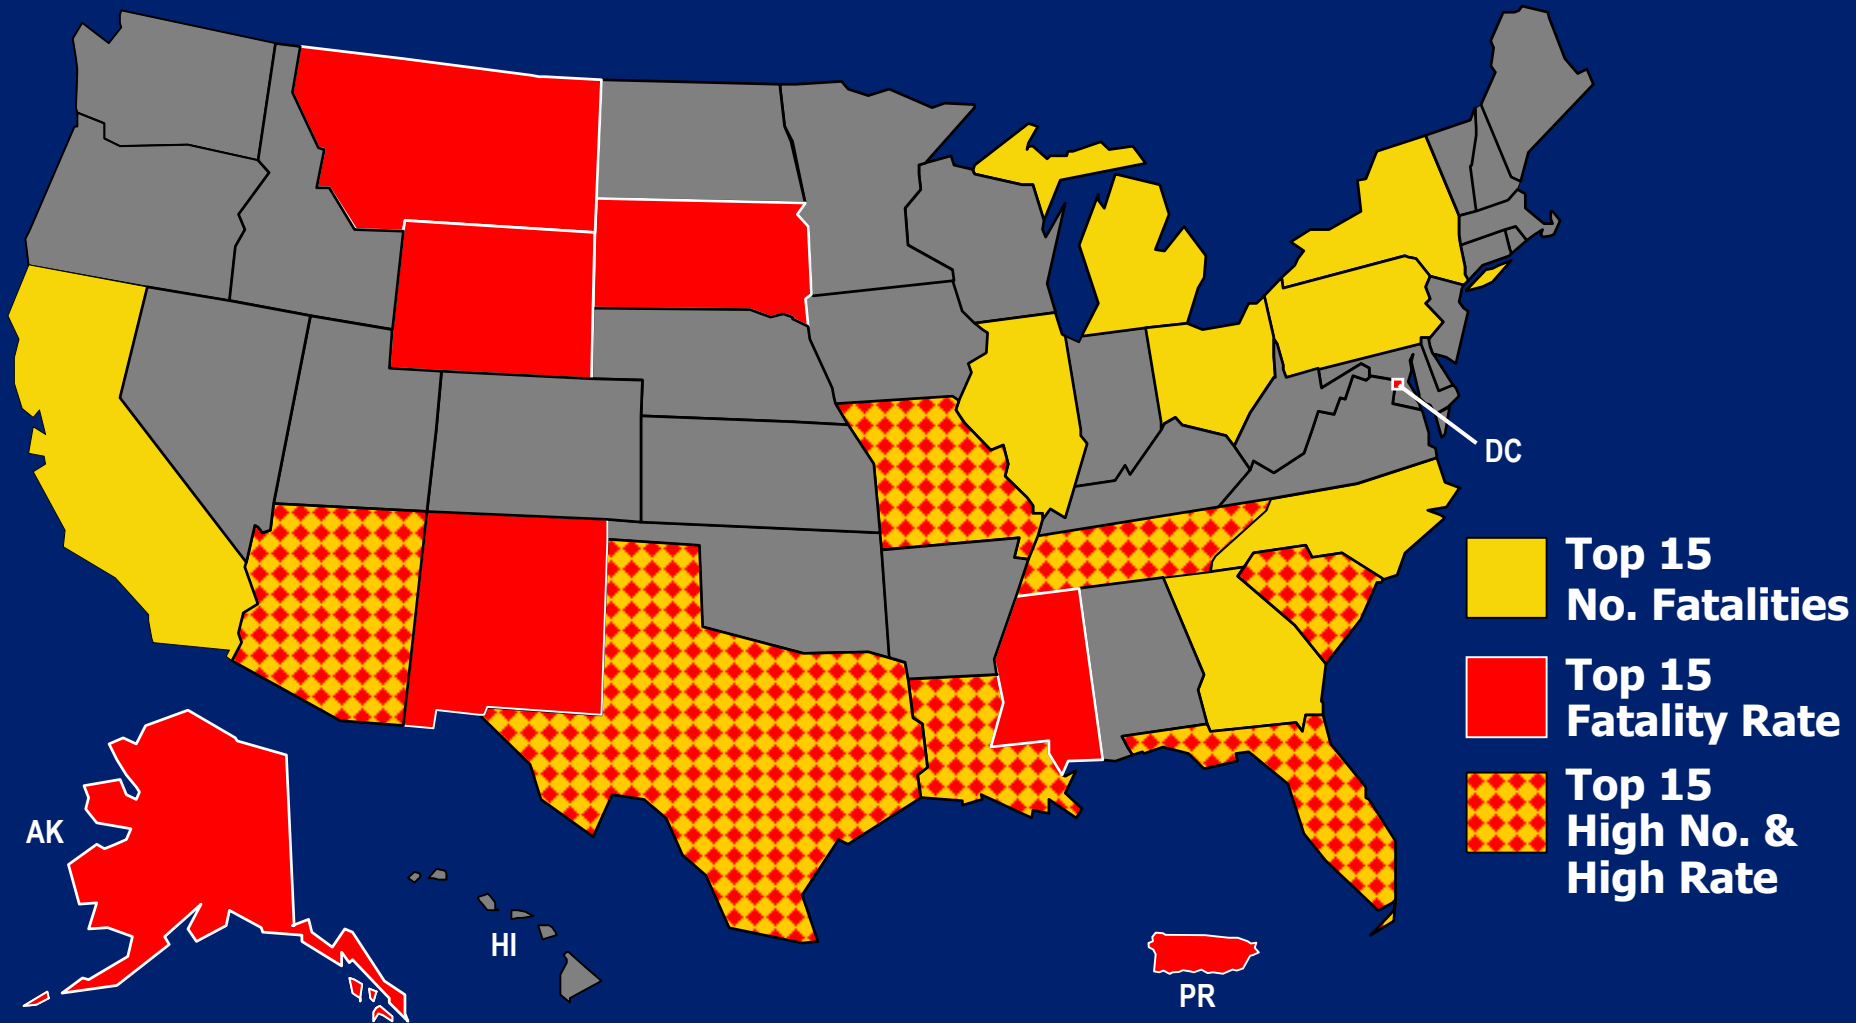 DC
Top 15
No. Fatalities
Top 15
Fatality Rate
Top 15
High No. &
High Rate
AK
HI
PR